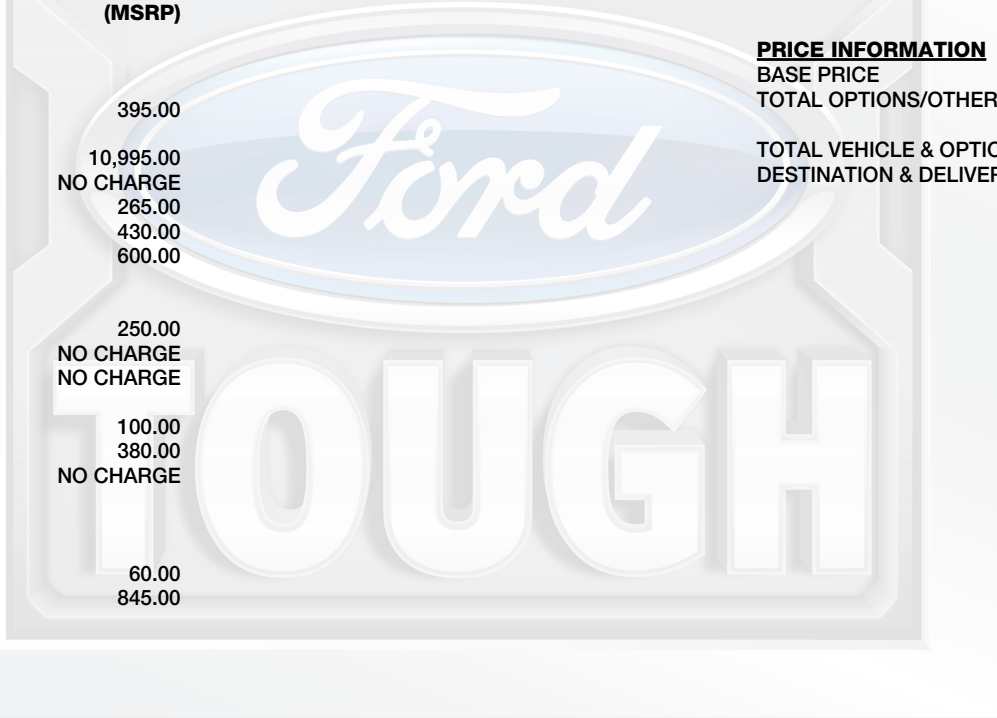 (MSRP)
395.00
10,995.00
NO CHARGE
265.00
430.00
600.00
250.00
NO CHARGE
NO CHARGE
100.00
380.00
NO CHARGE
60.00
845.00
PRICE INFORMATION
BASE PRICE
TOTAL OPTIONS/OTHER
TOTAL VEHICLE & OPTIO
DESTINATION & DELIVER
Ford
TOUGH